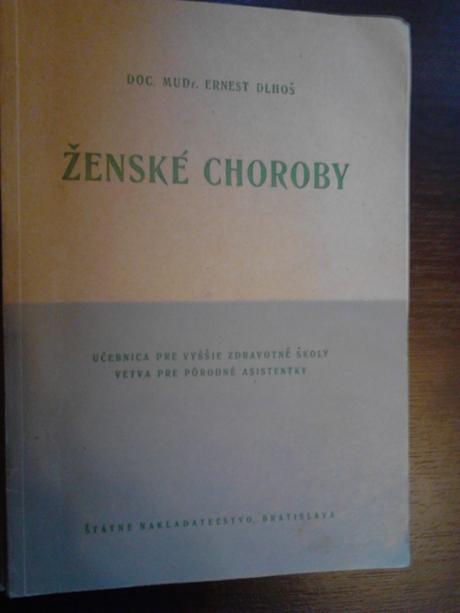 DOC. MUDr. ERNEST DLHOŠ
ŽENSKÉ CHOROBY
UČEBNICA PRE VYŠŠIE ZDRAVOTNÉ ŠKOLY
VETVA PRE PÔRODNÉ ASISTENTKY
ŠTÁTNE NAKLADATEĽSTVO, BRATISLAVA